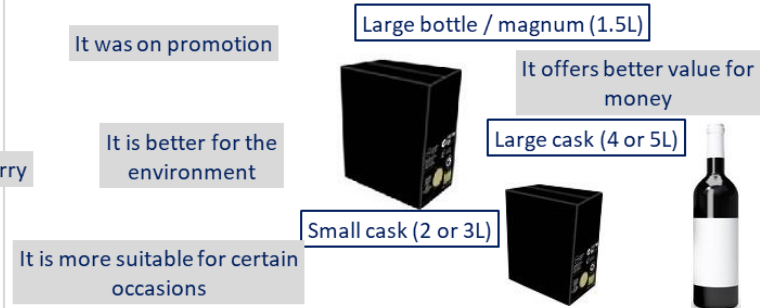 Large bottle / magnum (1.5L)
It was on promotion
It offers better value for
money
It is better for the
environment
Large cask (4 or 5L)
Small cask (2 or 3L)
It is more suitable for certain
occasions